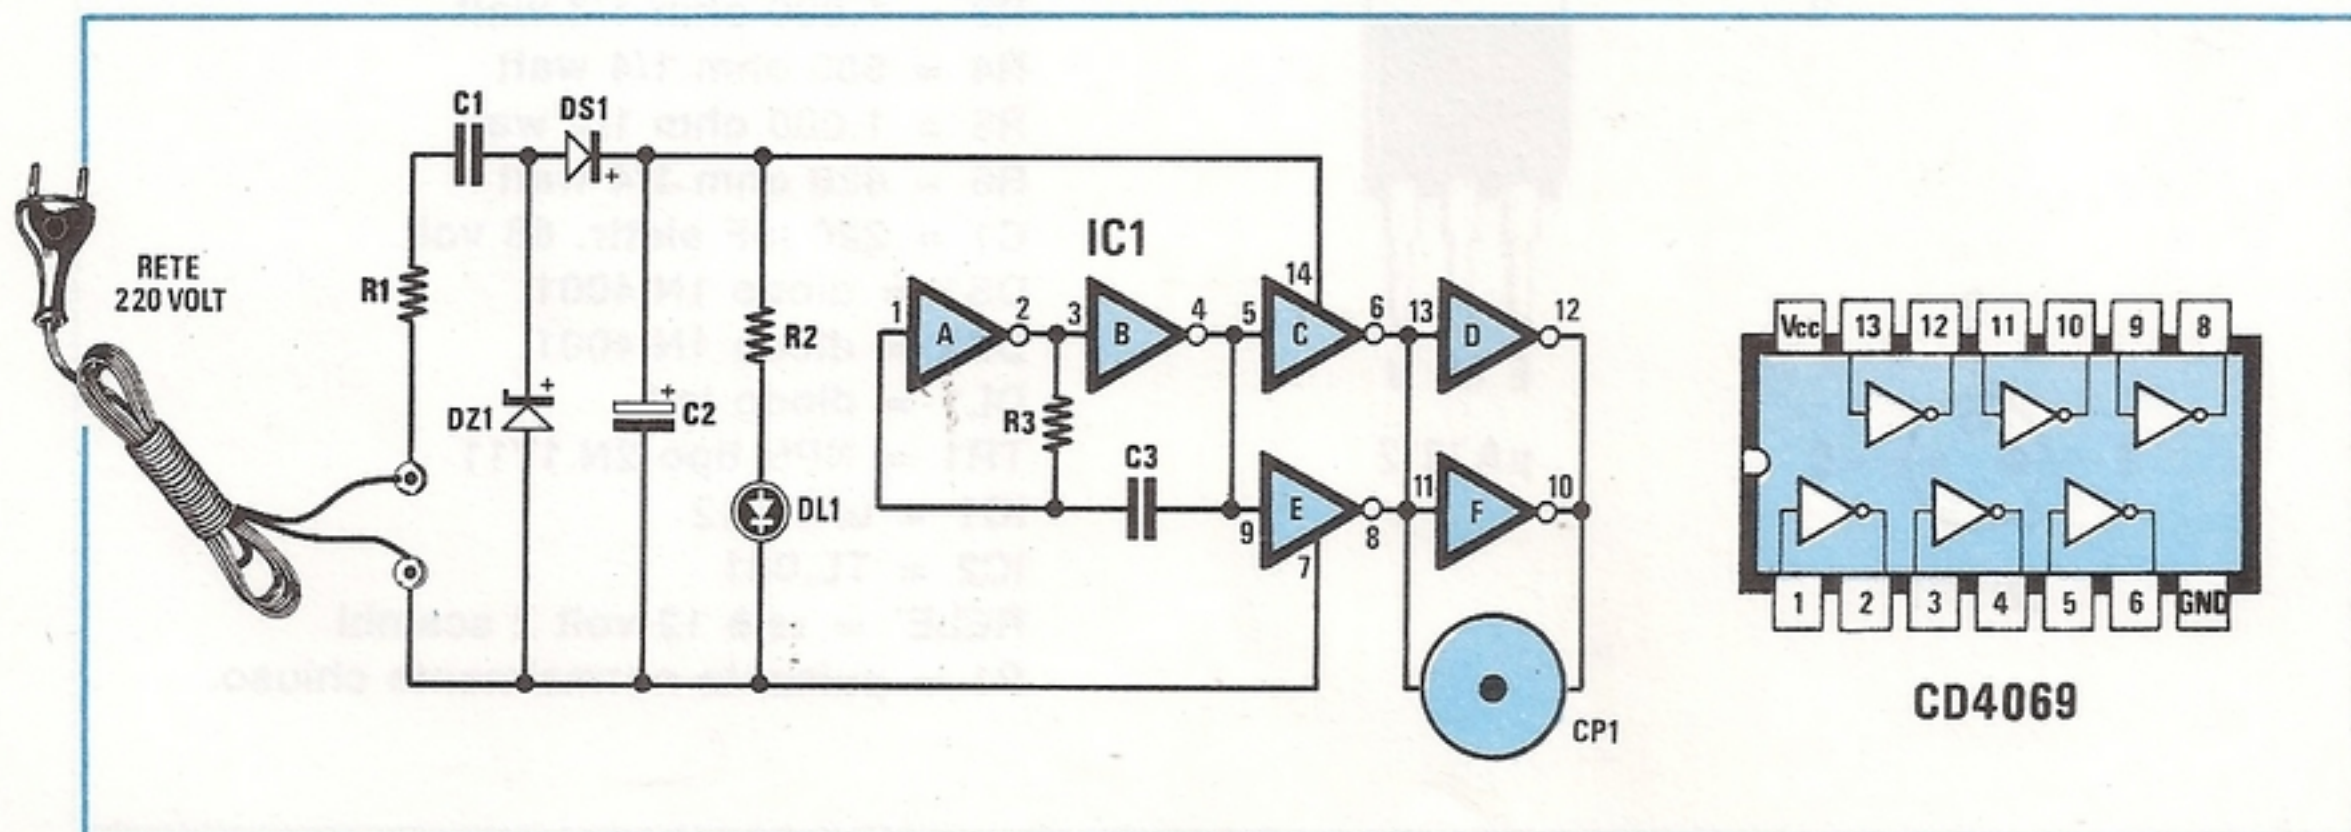 C1
DS1
+
RETE
220 VOLT
R1
DZ1
+
C2
+
R2
DL1
IC1
1
A
2
3
B
4
5
C
14
6
13
D
12
R3
C3
9
E
7
8
11
F
10
CP1
Vcc 13 12 11 10 9 8
1 2 3 4 5 6 GND
CD4069